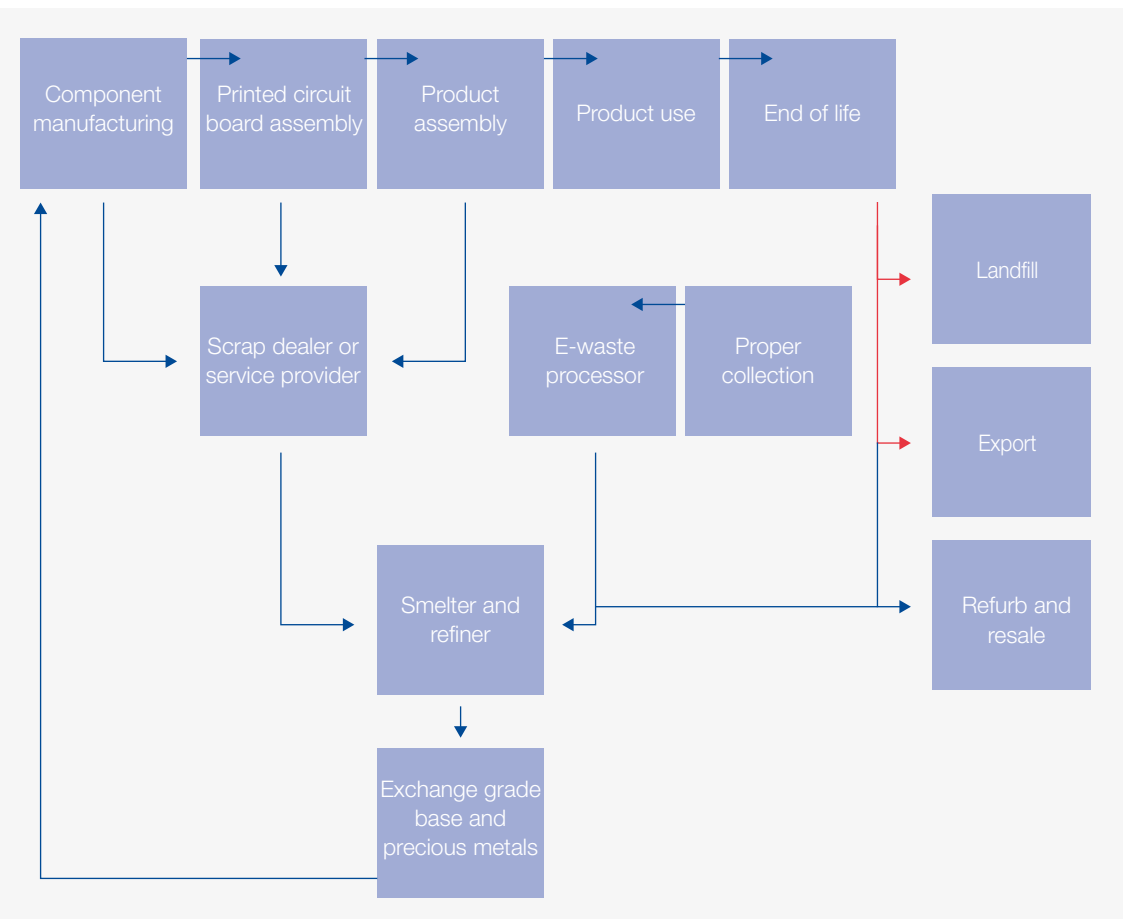 Component
manufacturing
Printed circuit
board assembly
Product
assembly
Product use
End of life
Landfill
Scrap dealer or
service provider
E-waste
processor
Proper
collection
Export
Smelter and
refiner
Refurb and
resale
Exchange grade
base and
precious metals